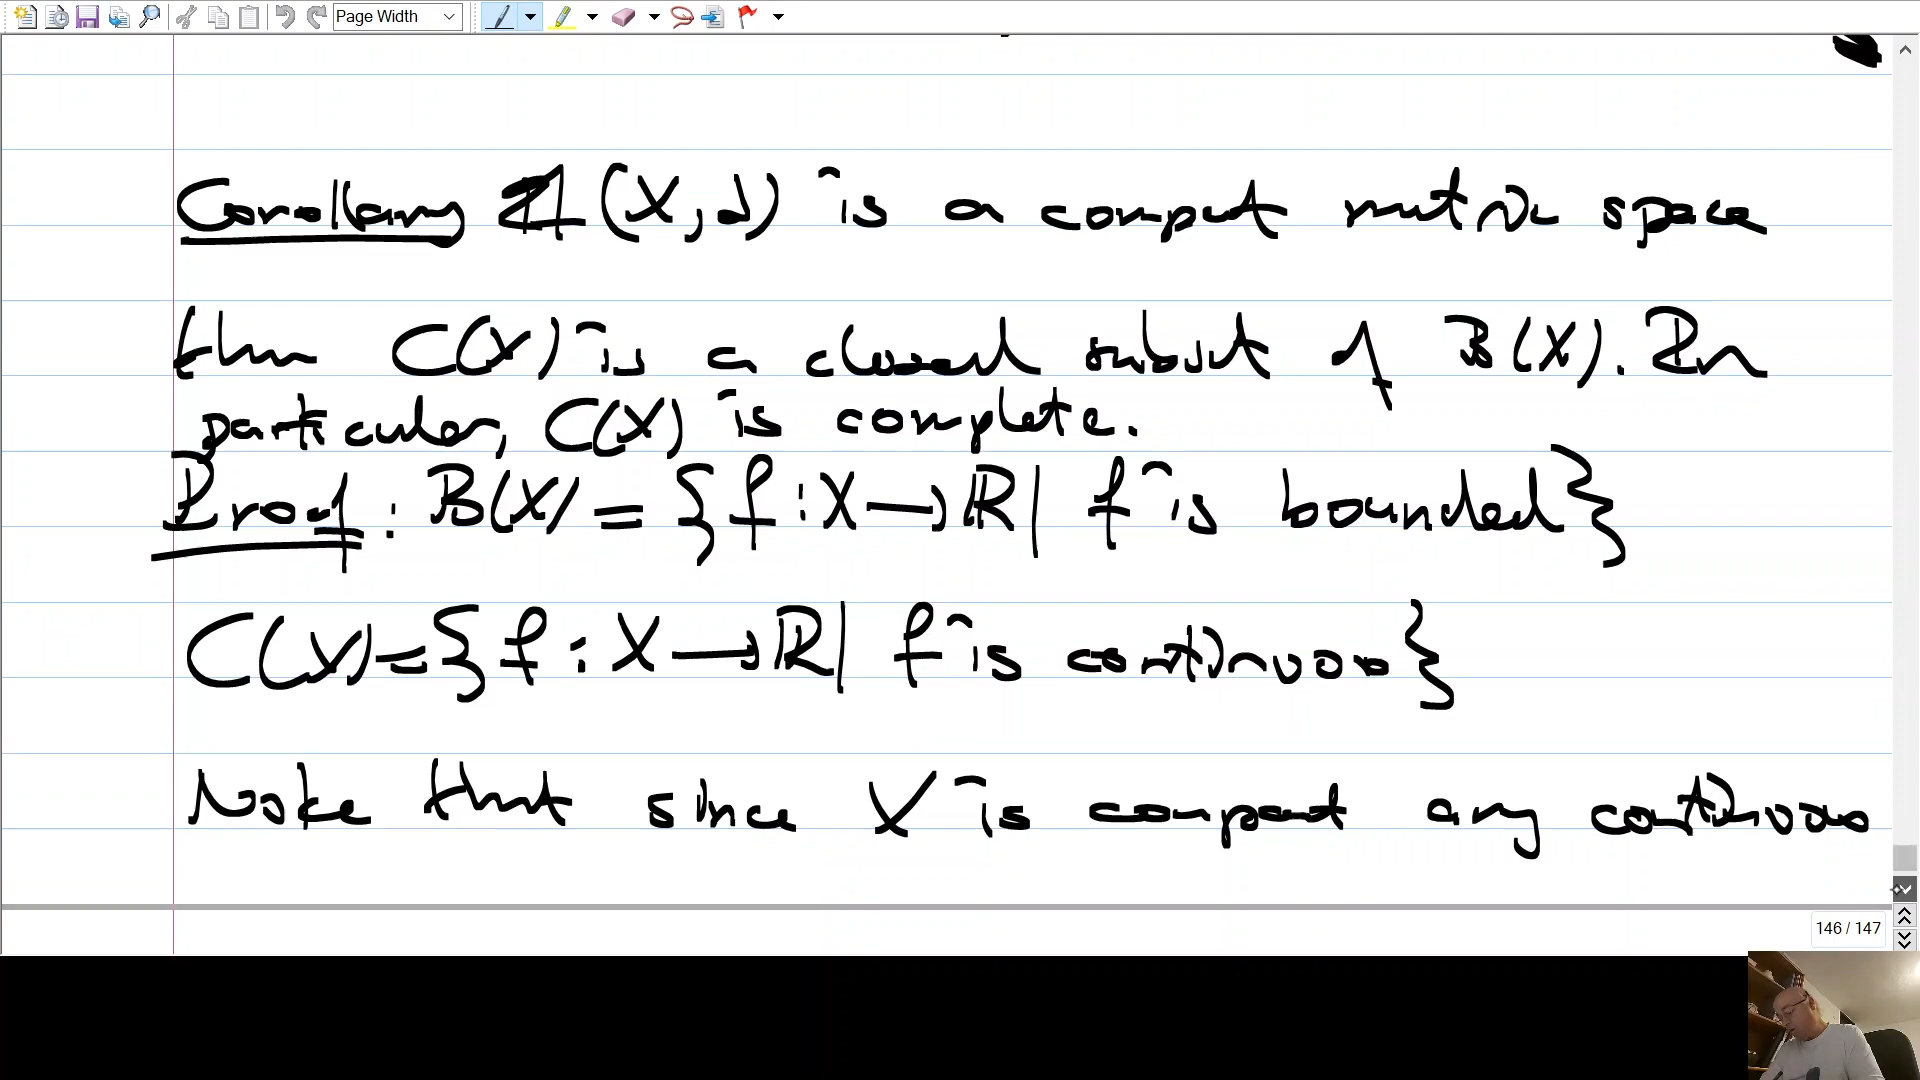 Page Width
Corollary If (X,d) is a compact metric space
then C(X) is a closed subset of B(X). In
particular, C(X) is complete.
Proof: B(X) = {f : X → ℝ | f is bounded}
C(X) = {f : X → ℝ | f is continuous}
Note that since X is compact any continuous
146 / 147